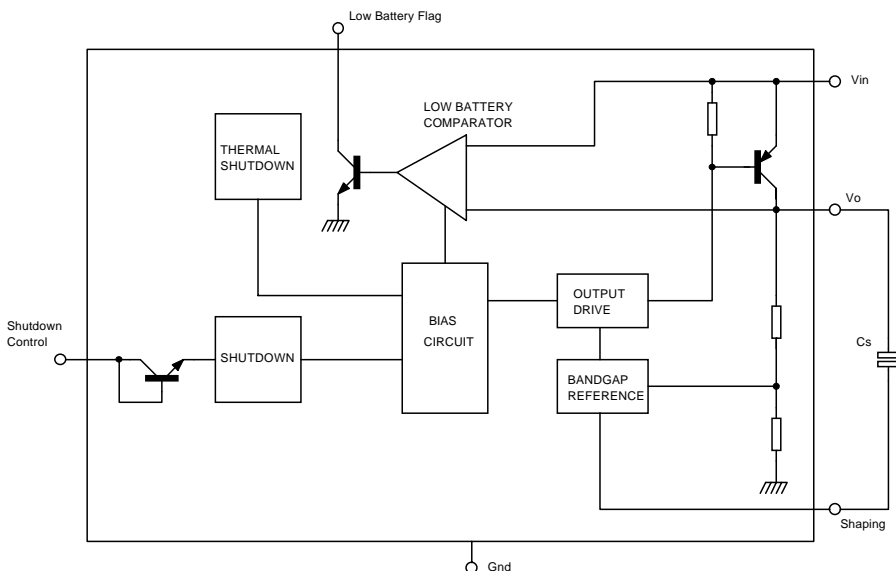 Low Battery Flag
Vin
LOW BATTERY
COMPARATOR
THERMAL
SHUTDOWN
Vo
OUTPUT
DRIVE
BIAS
CIRCUIT
Shutdown
Control
SHUTDOWN
Cs
BANDGAP
REFERENCE
Shaping
Gnd